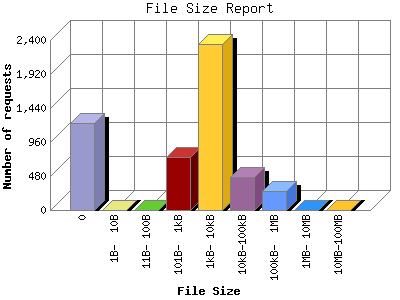 File Size Report
Number of requests
2,400
1,920
1,440
960
480
0
0
1B- 10B
11B- 100B
101B- 1kB
1kB- 10kB
10kB-100kB
100kB- 1MB
1MB- 10MB
10MB-100MB
File Size